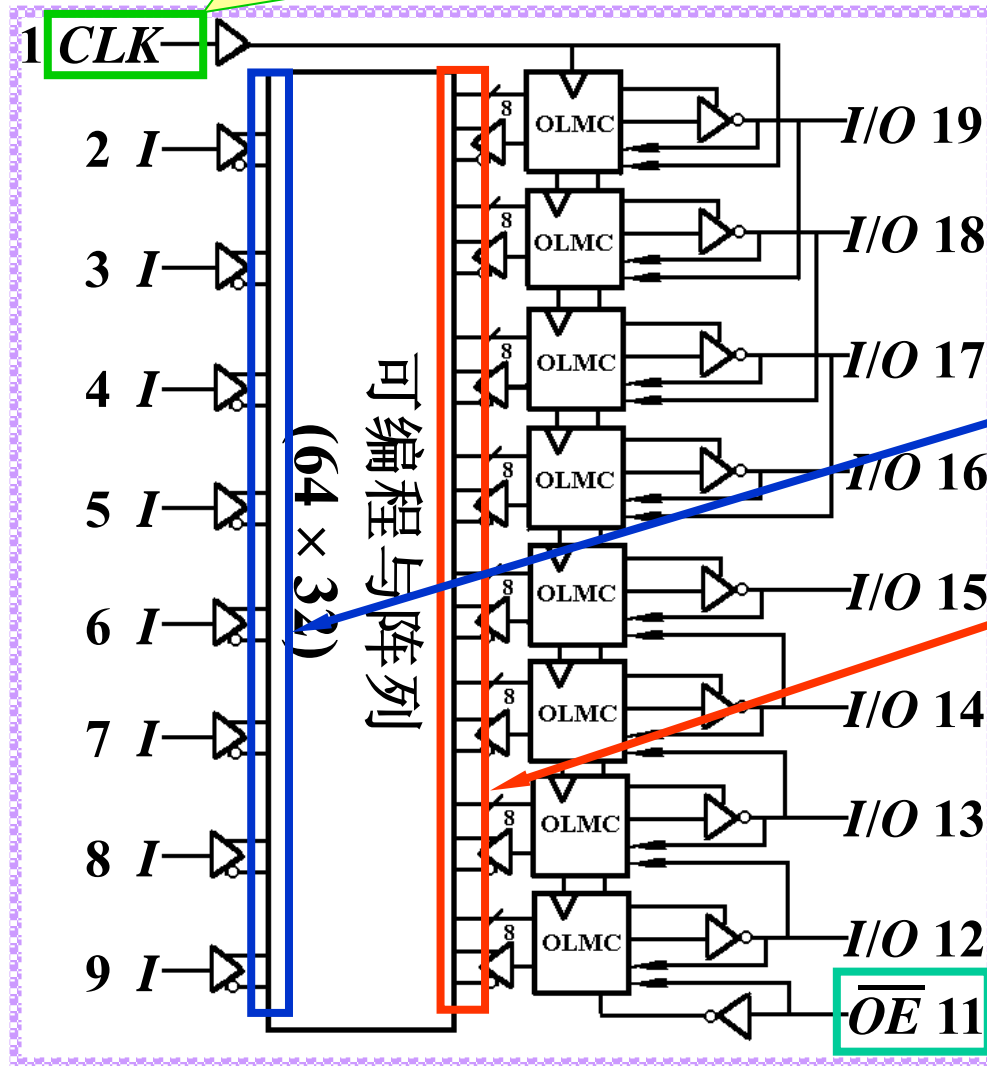 1 CLK
OLMC
8
I/O 19
2 I
OLMC
8
I/O 18
3 I
OLMC
8
I/O 17
4 I
OLMC
8
I/O 16
5 I
可编程与阵列
(64×32)
OLMC
8
I/O 15
6 I
OLMC
8
I/O 14
7 I
OLMC
8
I/O 13
8 I
OLMC
8
I/O 12
9 I
O̅E̅ 11